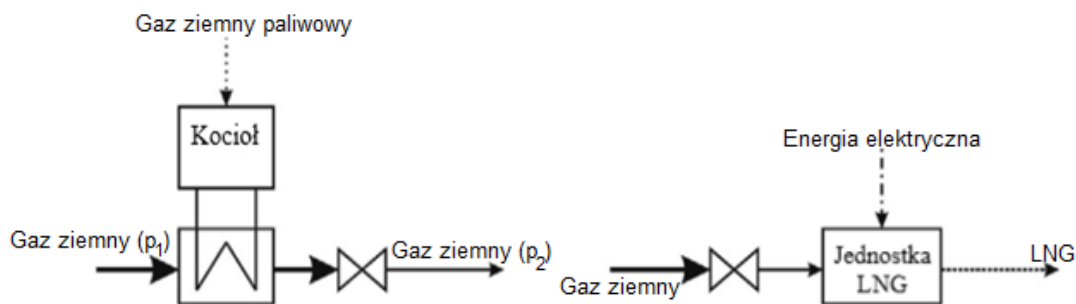 Gaz ziemny paliwowy
Kocioł
Gaz ziemny (p₁)
Gaz ziemny (p₂)
Energia elektryczna
Gaz ziemny
Jednostka
LNG
LNG